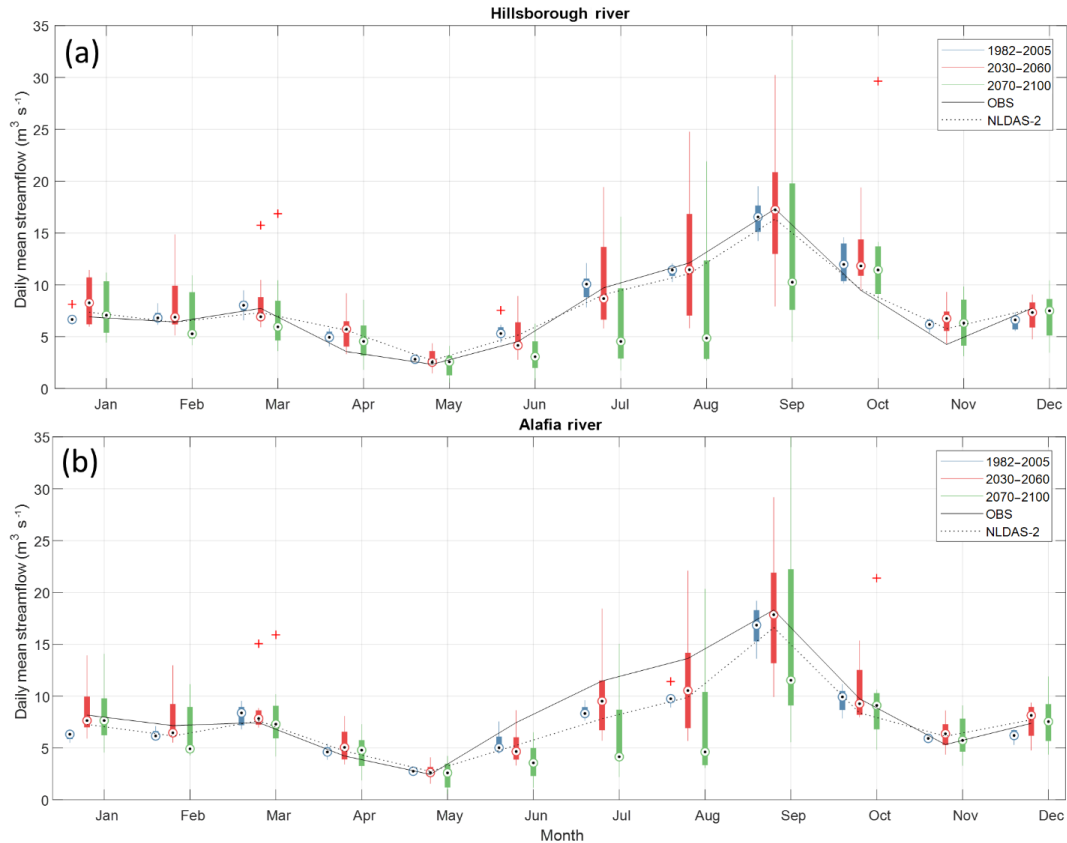 Hillsborough river
(a)
35
30
25
20
15
10
5
0
Daily mean streamflow (m³ s⁻¹)
1982−2005
2030−2060
2070−2100
OBS
NLDAS-2
Jan Feb Mar Apr May Jun Jul Aug Sep Oct Nov Dec
Alafia river
(b)
35
30
25
20
15
10
5
0
Daily mean streamflow (m³ s⁻¹)
1982−2005
2030−2060
2070−2100
OBS
NLDAS-2
Jan Feb Mar Apr May Jun Jul Aug Sep Oct Nov Dec
Month